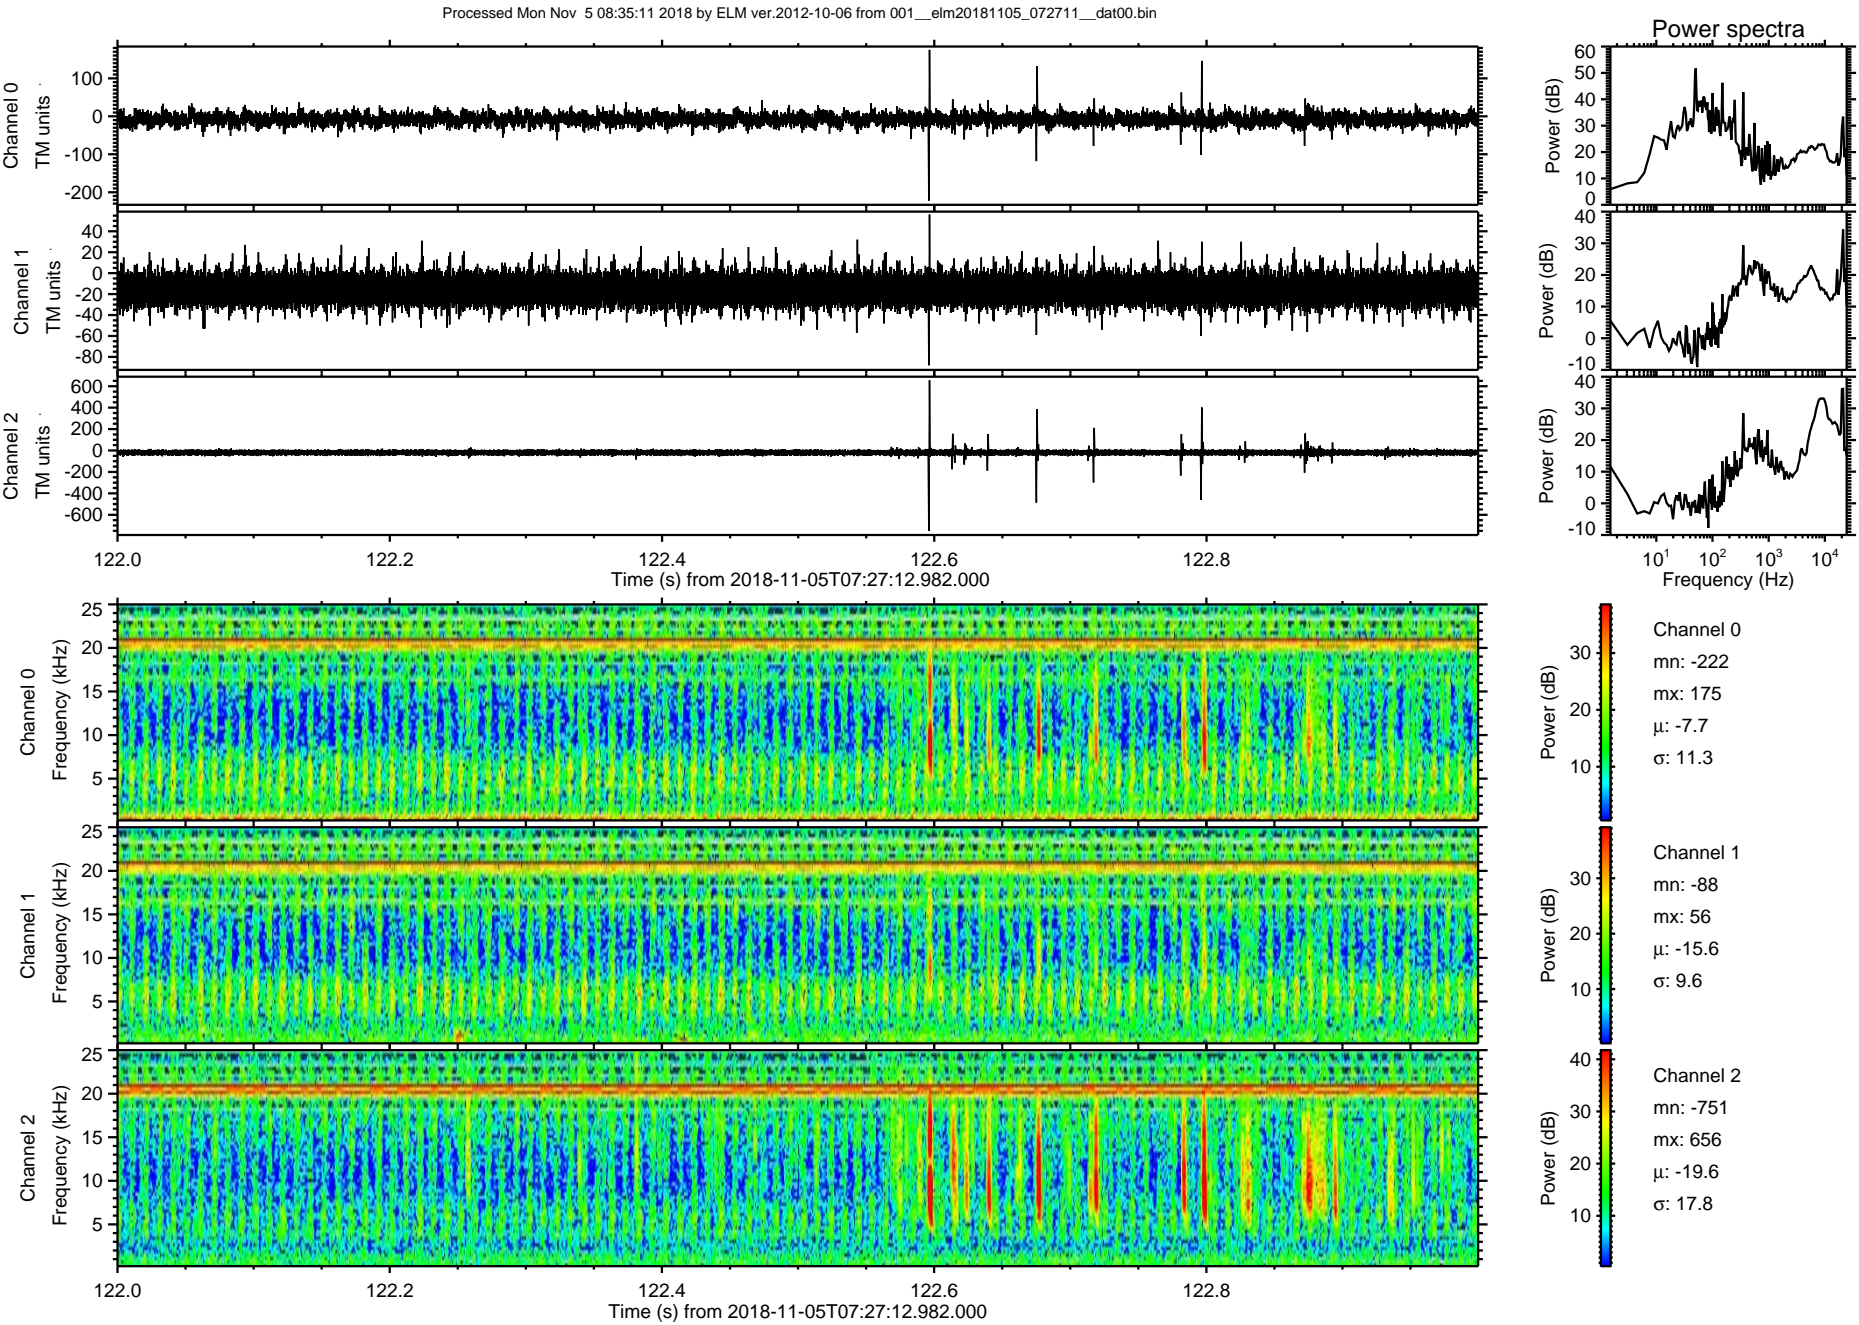 Processed Mon Nov  5 08:35:11 2018 by ELM ver.2012-10-06 from 001__elm20181105_072711__dat00.bin
Power spectra
Channel 0
TM units
100
0
-100
-200
Power (dB)
60
50
40
30
20
10
0
Channel 1
TM units
40
20
0
-20
-40
-60
-80
Power (dB)
40
30
20
10
0
-10
Channel 2
TM units
600
400
200
0
-200
-400
-600
Power (dB)
40
30
20
10
0
-10
122.0 122.2 122.4 122.6 122.8
Time (s) from 2018-11-05T07:27:12.982.000
10^1 10^2 10^3 10^4
Frequency (Hz)
Channel 0
Frequency (kHz)
25
20
15
10
5
Power (dB)
30
20
10
Channel 0
mn: -222
mx: 175
μ: -7.7
σ: 11.3
Channel 1
Frequency (kHz)
25
20
15
10
5
Power (dB)
30
20
10
Channel 1
mn: -88
mx: 56
μ: -15.6
σ: 9.6
Channel 2
Frequency (kHz)
25
20
15
10
5
Power (dB)
40
30
20
10
Channel 2
mn: -751
mx: 656
μ: -19.6
σ: 17.8
122.0 122.2 122.4 122.6 122.8
Time (s) from 2018-11-05T07:27:12.982.000